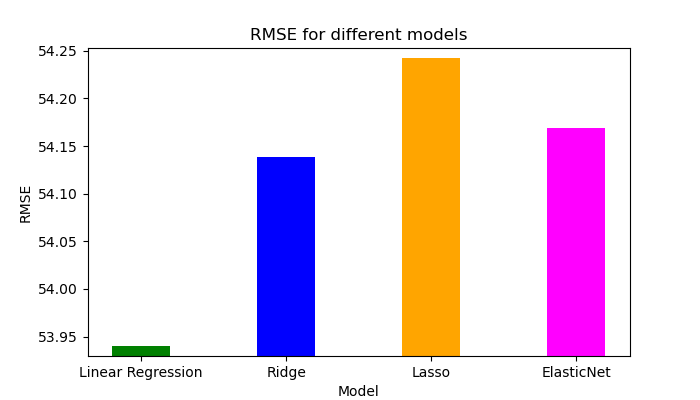 RMSE for different models
54.25
54.20
54.15
54.10
54.05
54.00
53.95
RMSE
Linear Regression
Ridge
Lasso
ElasticNet
Model